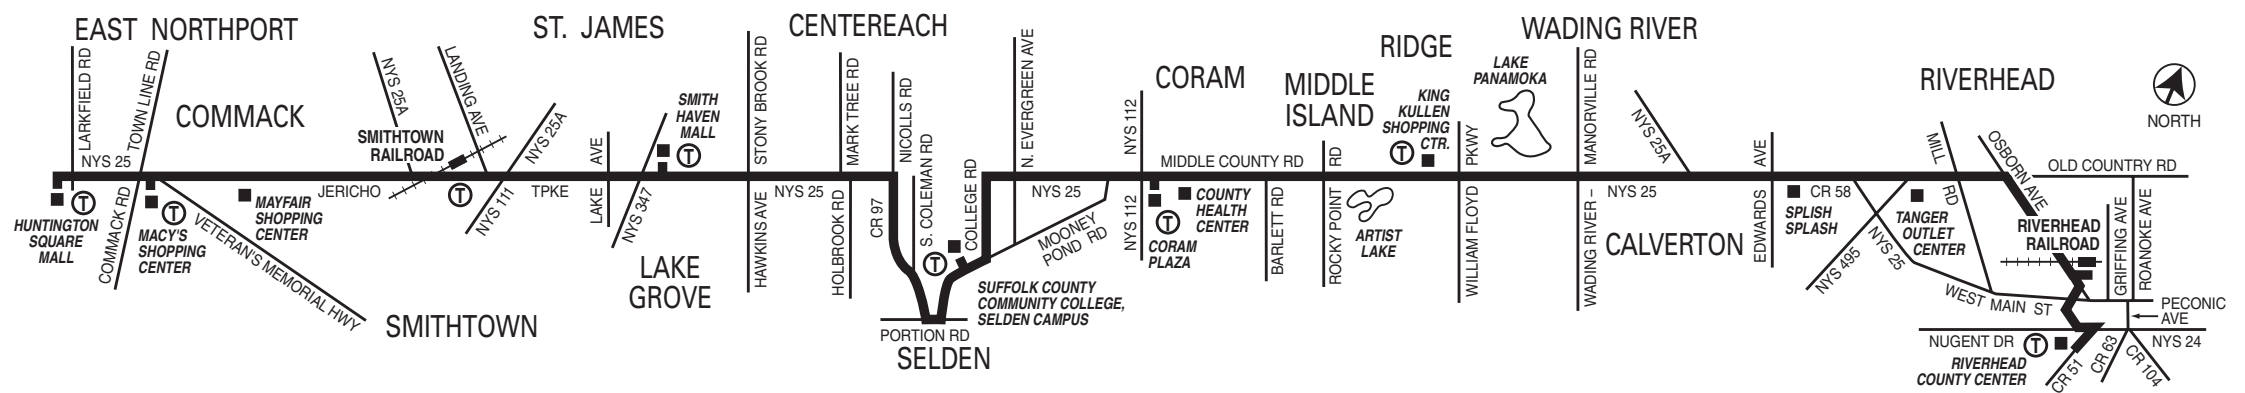 EAST NORTHPORT
ST. JAMES
CENTEREACH
WADING RIVER
RIDGE
CORAM
MIDDLE
ISLAND
RIVERHEAD
COMMACK
LARKFIELD RD
TOWN LINE RD
NYS 25A
LANDING AVE
NYS 25A
SMITHTOWN
RAILROAD
SMITH
HAVEN
MALL
STONY BROOK RD
MARK TREE RD
NICOLLS RD
S. COLEMAN RD
COLLEGE RD
N. EVERGREEN AVE
NYS 112
MIDDLE COUNTY RD
KING
KULLEN
SHOPPING
CTR.
LAKE
PANAMOKA
RD
PKWY
MANORVILLE RD
NYS 25A
AVE
MILL
RD
OSBORN AVE
OLD COUNTRY RD
NORTH
NYS 25
JERICHO
TPKE
AVE
LAKE
NYS 25
NYS 25
NYS 25
CR 58
HUNTINGTON
SQUARE
MALL
T
COMMACK RD
T
MACY'S
SHOPPING
CENTER
MAYFAIR
SHOPPING
CENTER
VETERAN'S MEMORIAL HWY
T
NYS 111
NYS 347
T
HAWKINS AVE
HOLBROOK RD
CR 97
T
MOONEY
POND RD
NYS 112
T
CORAM
PLAZA
COUNTY
HEALTH
CENTER
BARLETT RD
ROCKY POINT
ARTIST
LAKE
T
WILLIAM FLOYD
WADING RIVER –
CALVERTON
EDWARDS
SPLISH
SPLASH
NYS 495
NYS 25
TANGER
OUTLET
CENTER
RIVERHEAD
RAILROAD
GRIFFING AVE
ROANOKE AVE
WEST MAIN ST
PECONIC
AVE
LAKE
GROVE
SMITHTOWN
SUFFOLK COUNTY
COMMUNITY COLLEGE,
SELDEN CAMPUS
PORTION RD
SELDEN
NUGENT DR
T
NYS 24
RIVERHEAD
COUNTY CENTER
CR 51
CR 63
CR 104